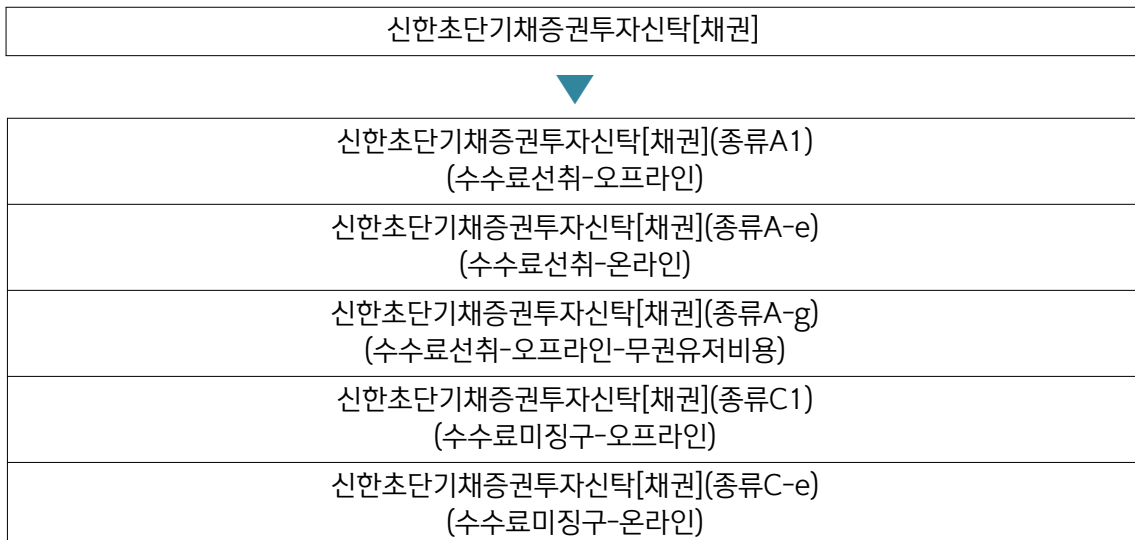 신한초단기채증권투자신탁[채권]
신한초단기채증권투자신탁[채권](종류A1)
(수수료선취-오프라인)
신한초단기채증권투자신탁[채권](종류A-e)
(수수료선취-온라인)
신한초단기채증권투자신탁[채권](종류A-g)
(수수료선취-오프라인-무권유저비용)
신한초단기채증권투자신탁[채권](종류C1)
(수수료미징구-오프라인)
신한초단기채증권투자신탁[채권](종류C-e)
(수수료미징구-온라인)